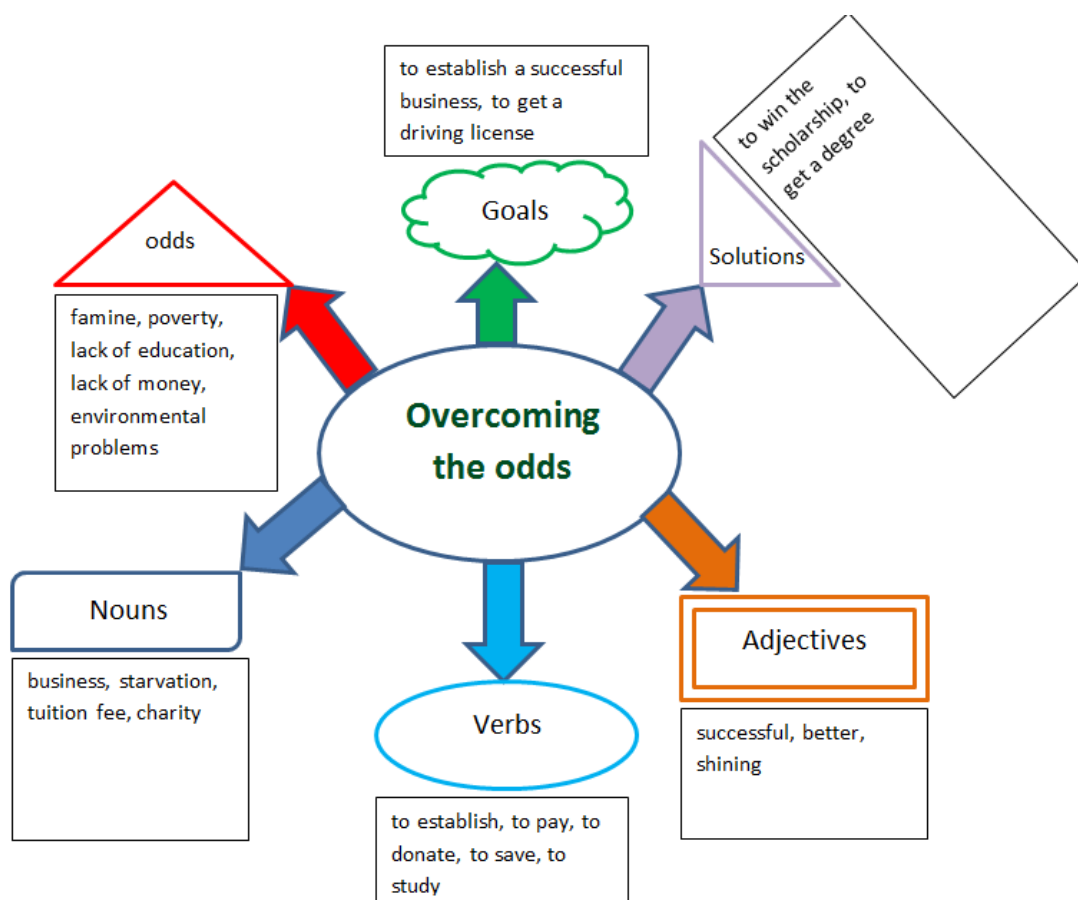 to establish a successful
business, to get a
driving license
Goals
to win the
scholarship, to
get a degree
Solutions
odds
famine, poverty,
lack of education,
lack of money,
environmental
problems
Overcoming
the odds
Nouns
business, starvation,
tuition fee, charity
Verbs
to establish, to pay, to
donate, to save, to
study
Adjectives
successful, better,
shining